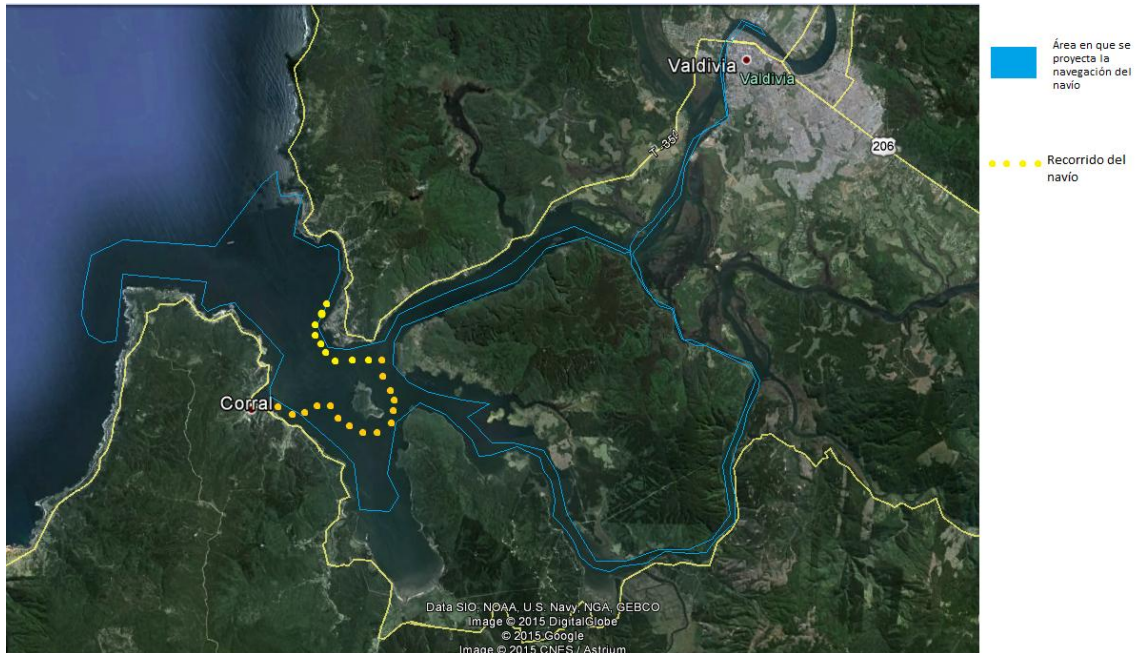 Valdivia
Valdivia
T-350
206
Corral
Data SIO, NOAA, U.S. Navy, NGA, GEBCO
Image © 2015 DigitalGlobe
© 2015 Google
Image © 2015 CNES / Astrium
Área en que se
proyecta la
navegación del
navío
Recorrido del
navío